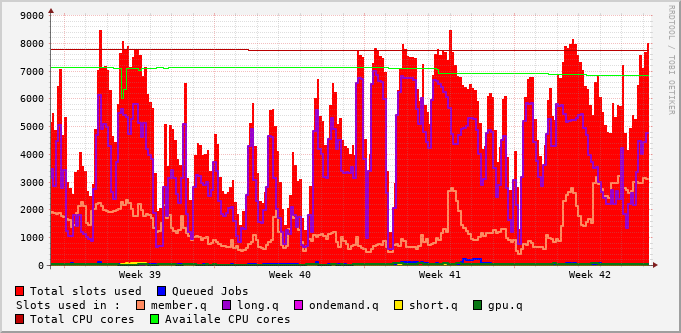 9000
8000
7000
6000
5000
4000
3000
2000
1000
0
Week 39 Week 40 Week 41 Week 42
RRDTOOL / TOBI OETIKER
Total slots used Queued Jobs
Slots used in : member.q long.q ondemand.q short.q gpu.q
Total CPU cores Availale CPU cores